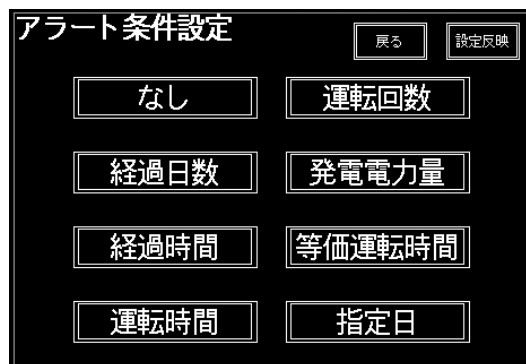 アラート条件設定
戻る
設定反映
なし
運転回数
経過日数
発電電力量
経過時間
等価運転時間
運転時間
指定日